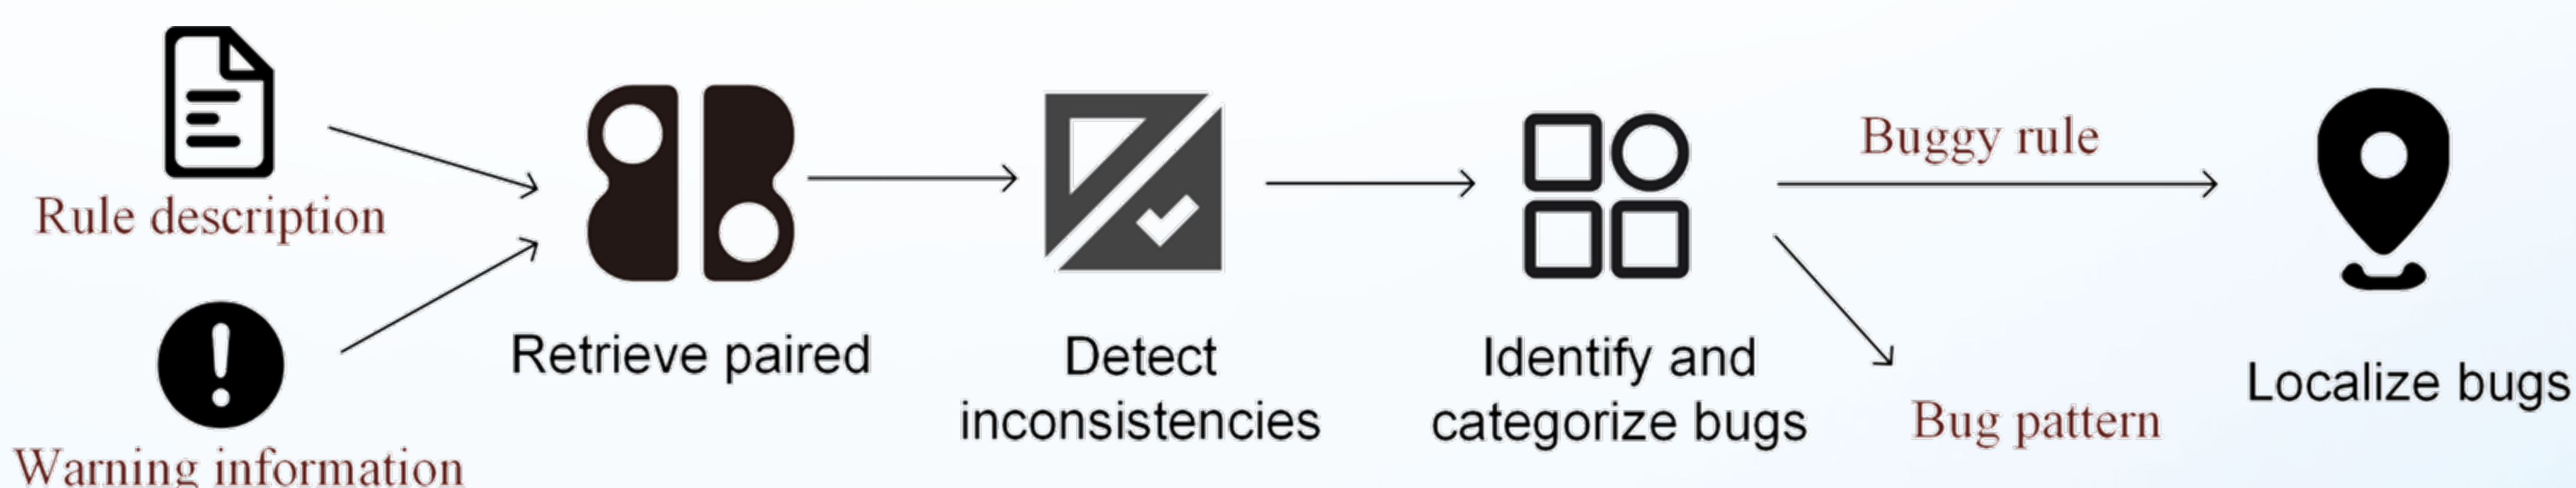 Rule description
Warning information
Retrieve paired
Detect
inconsistencies
Identify and
categorize bugs
Buggy rule
Bug pattern
Localize bugs